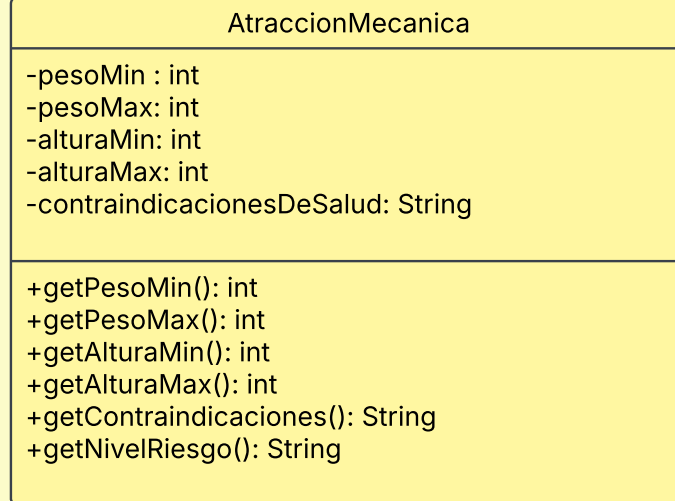 AtraccionMecanica
-pesoMin : int
-pesoMax: int
-alturaMin: int
-alturaMax: int
-contraindicacionesDeSalud: String
+getPesoMin(): int
+getPesoMax(): int
+getAlturaMin(): int
+getAlturaMax(): int
+getContraindicaciones(): String
+getNivelRiesgo(): String